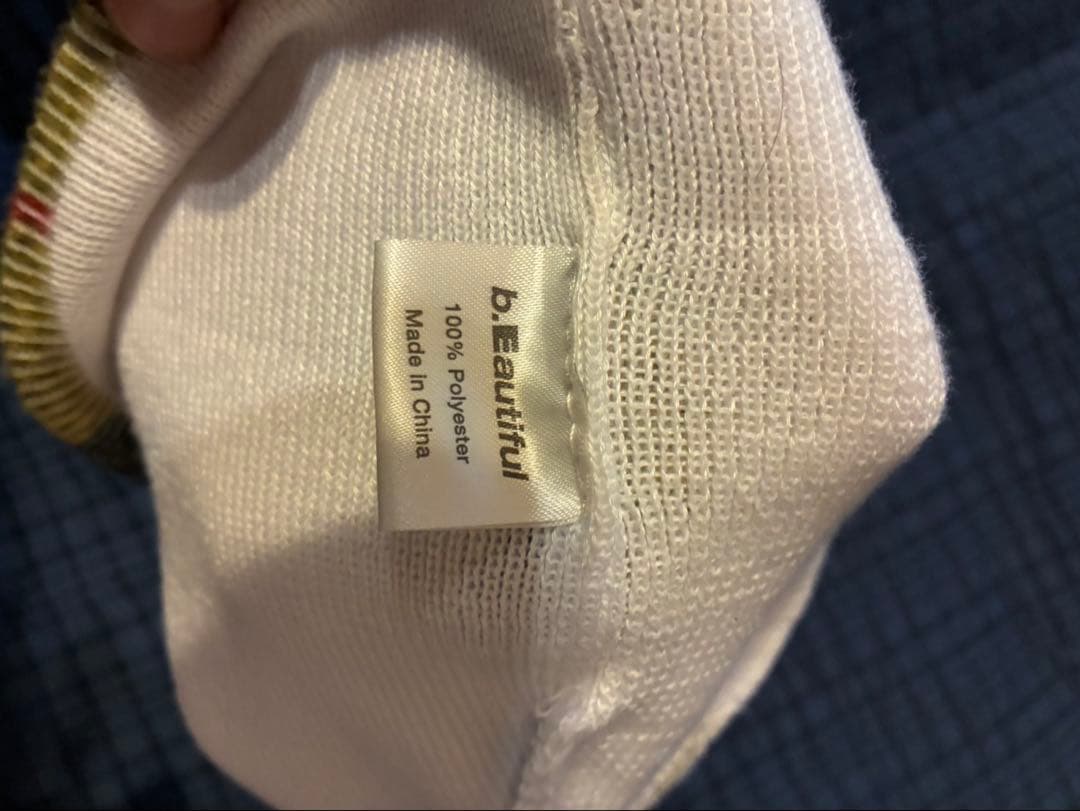 b.Eautiful
100% Polyester
Made in China